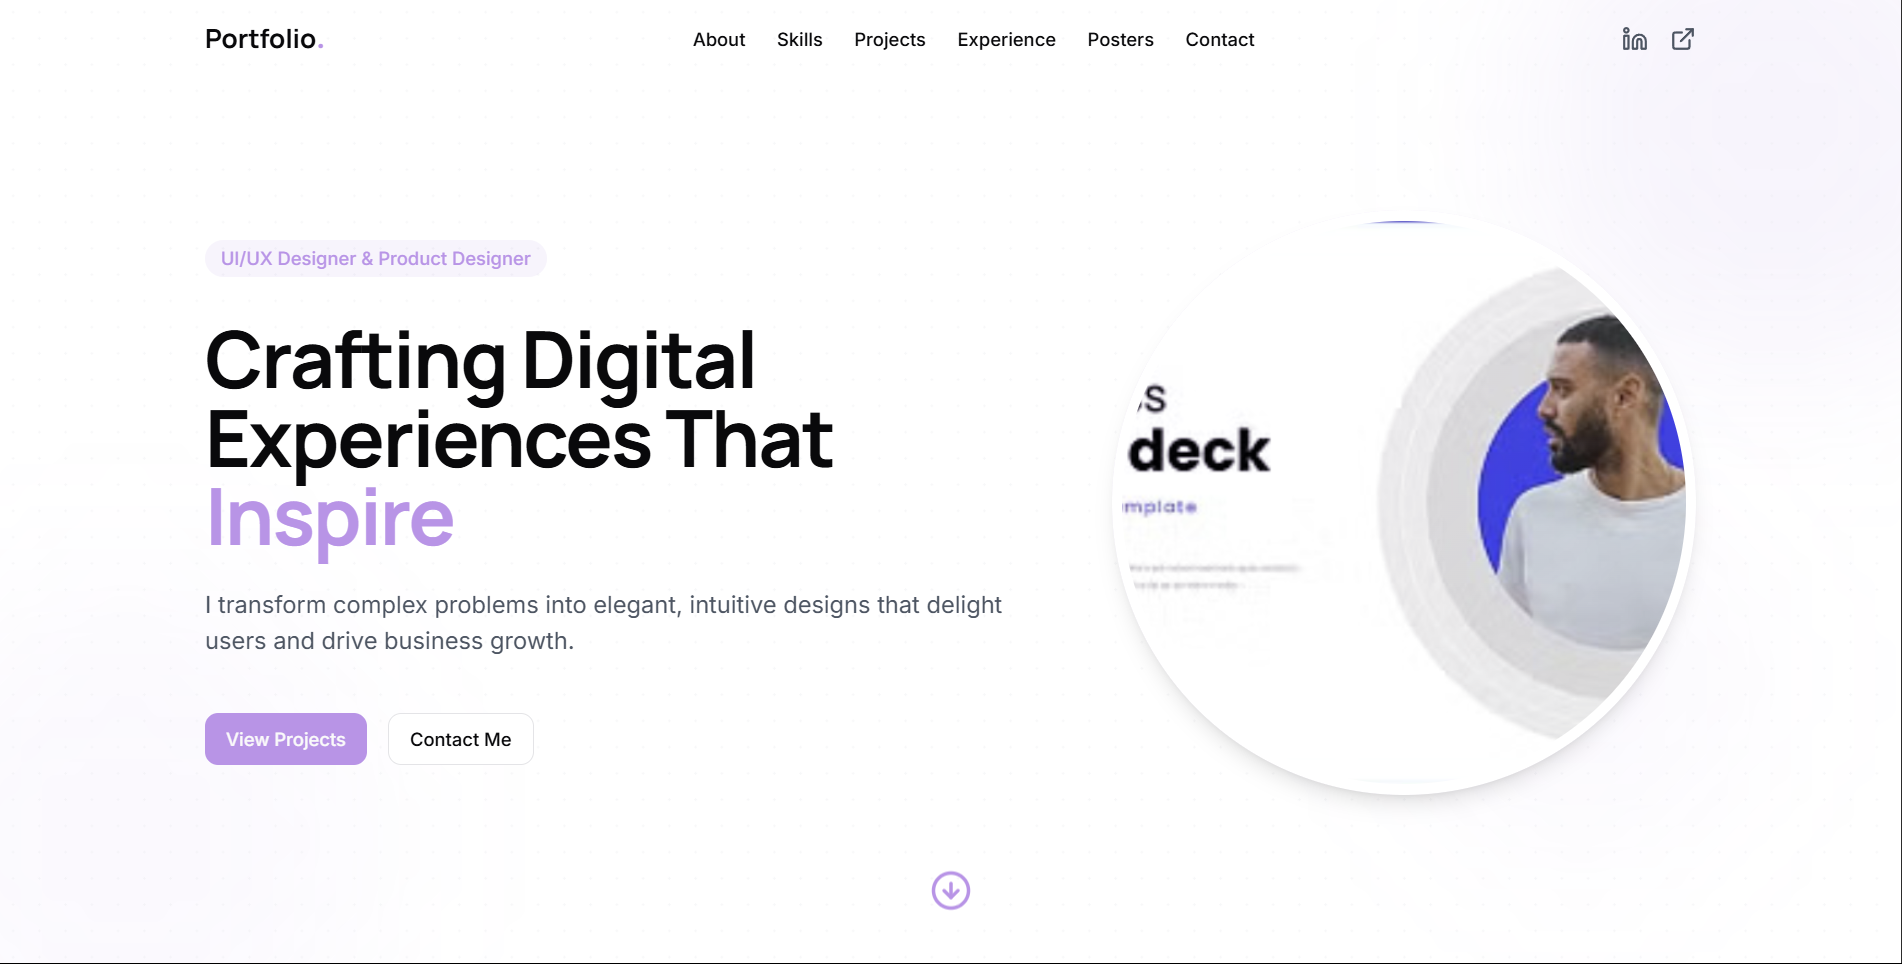 Portfolio.
About Skills Projects Experience Posters Contact
UI/UX Designer & Product Designer
Crafting Digital
Experiences That
Inspire
I transform complex problems into elegant, intuitive designs that delight
users and drive business growth.
View Projects Contact Me
deck
mplate